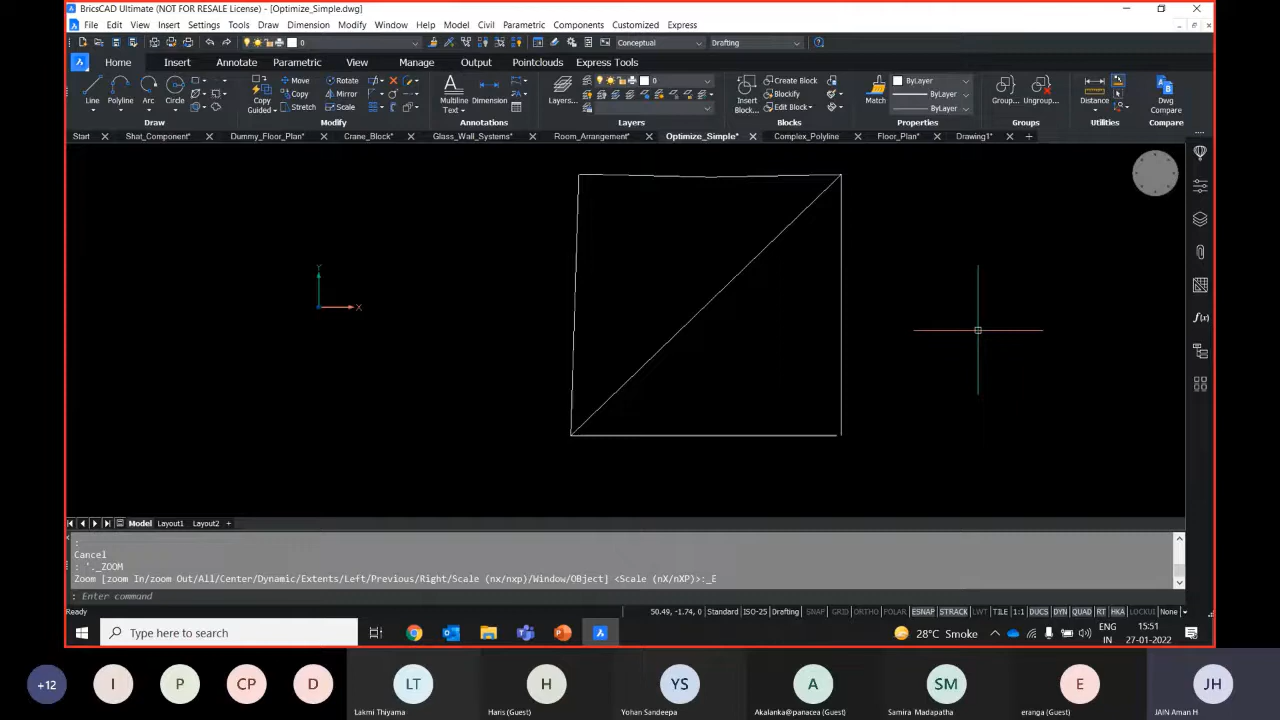 BricsCAD Ultimate (NOT FOR RESALE License) - [Optimize_Simple.dwg]
File Edit View Insert Settings Tools Draw Dimension Modify Window Help Model Civil Parametric Components Customized Express
0 Conceptual Drafting
Home Insert Annotate Parametric View Manage Output Pointclouds Express Tools
Line Polyline Arc Circle
Copy Guided Move Copy Stretch Rotate Mirror Scale
Multiline Text Dimension
Layers... 0
Insert Block... Create Block Blockify Edit Block
Match ByLayer ByLayer ByLayer
Group... Ungroup...
Distance
Dwg Compare
Draw Modify Annotations Layers Blocks Properties Groups Utilities Compare
Start Shat_Component* Dummy_Floor_Plan* Crane_Block* Glass_Wall_Systems* Room_Arrangement* Optimize_Simple* Complex_Polyline Floor_Plan* Drawing1*
Y
X
f(x)
Model Layout1 Layout2
:
Cancel
: '._ZOOM
Zoom [zoom In/zoom Out/All/Center/Dynamic/Extents/Left/Previous/Right/Scale (nx/nxp)/Window/OBject] <Scale (nX/nXP)>:_E
: Enter command
Ready 50.49, -1.74, 0 Standard ISO-25 Drafting SNAP GRID ORTHO POLAR ESNAP STRACK LWT TILE 1:1 DUCS DYN QUAD RT HKA LOCKUI None
Type here to search 28°C Smoke ENG IN 15:51 27-01-2022
+12 I P CP D LT H YS A SM E JH
Lakmi Thiyama Haris (Guest) Yohan Sandeepa Akalanka@panacea (Guest) Samira Madapatha eranga (Guest) JAIN Aman H